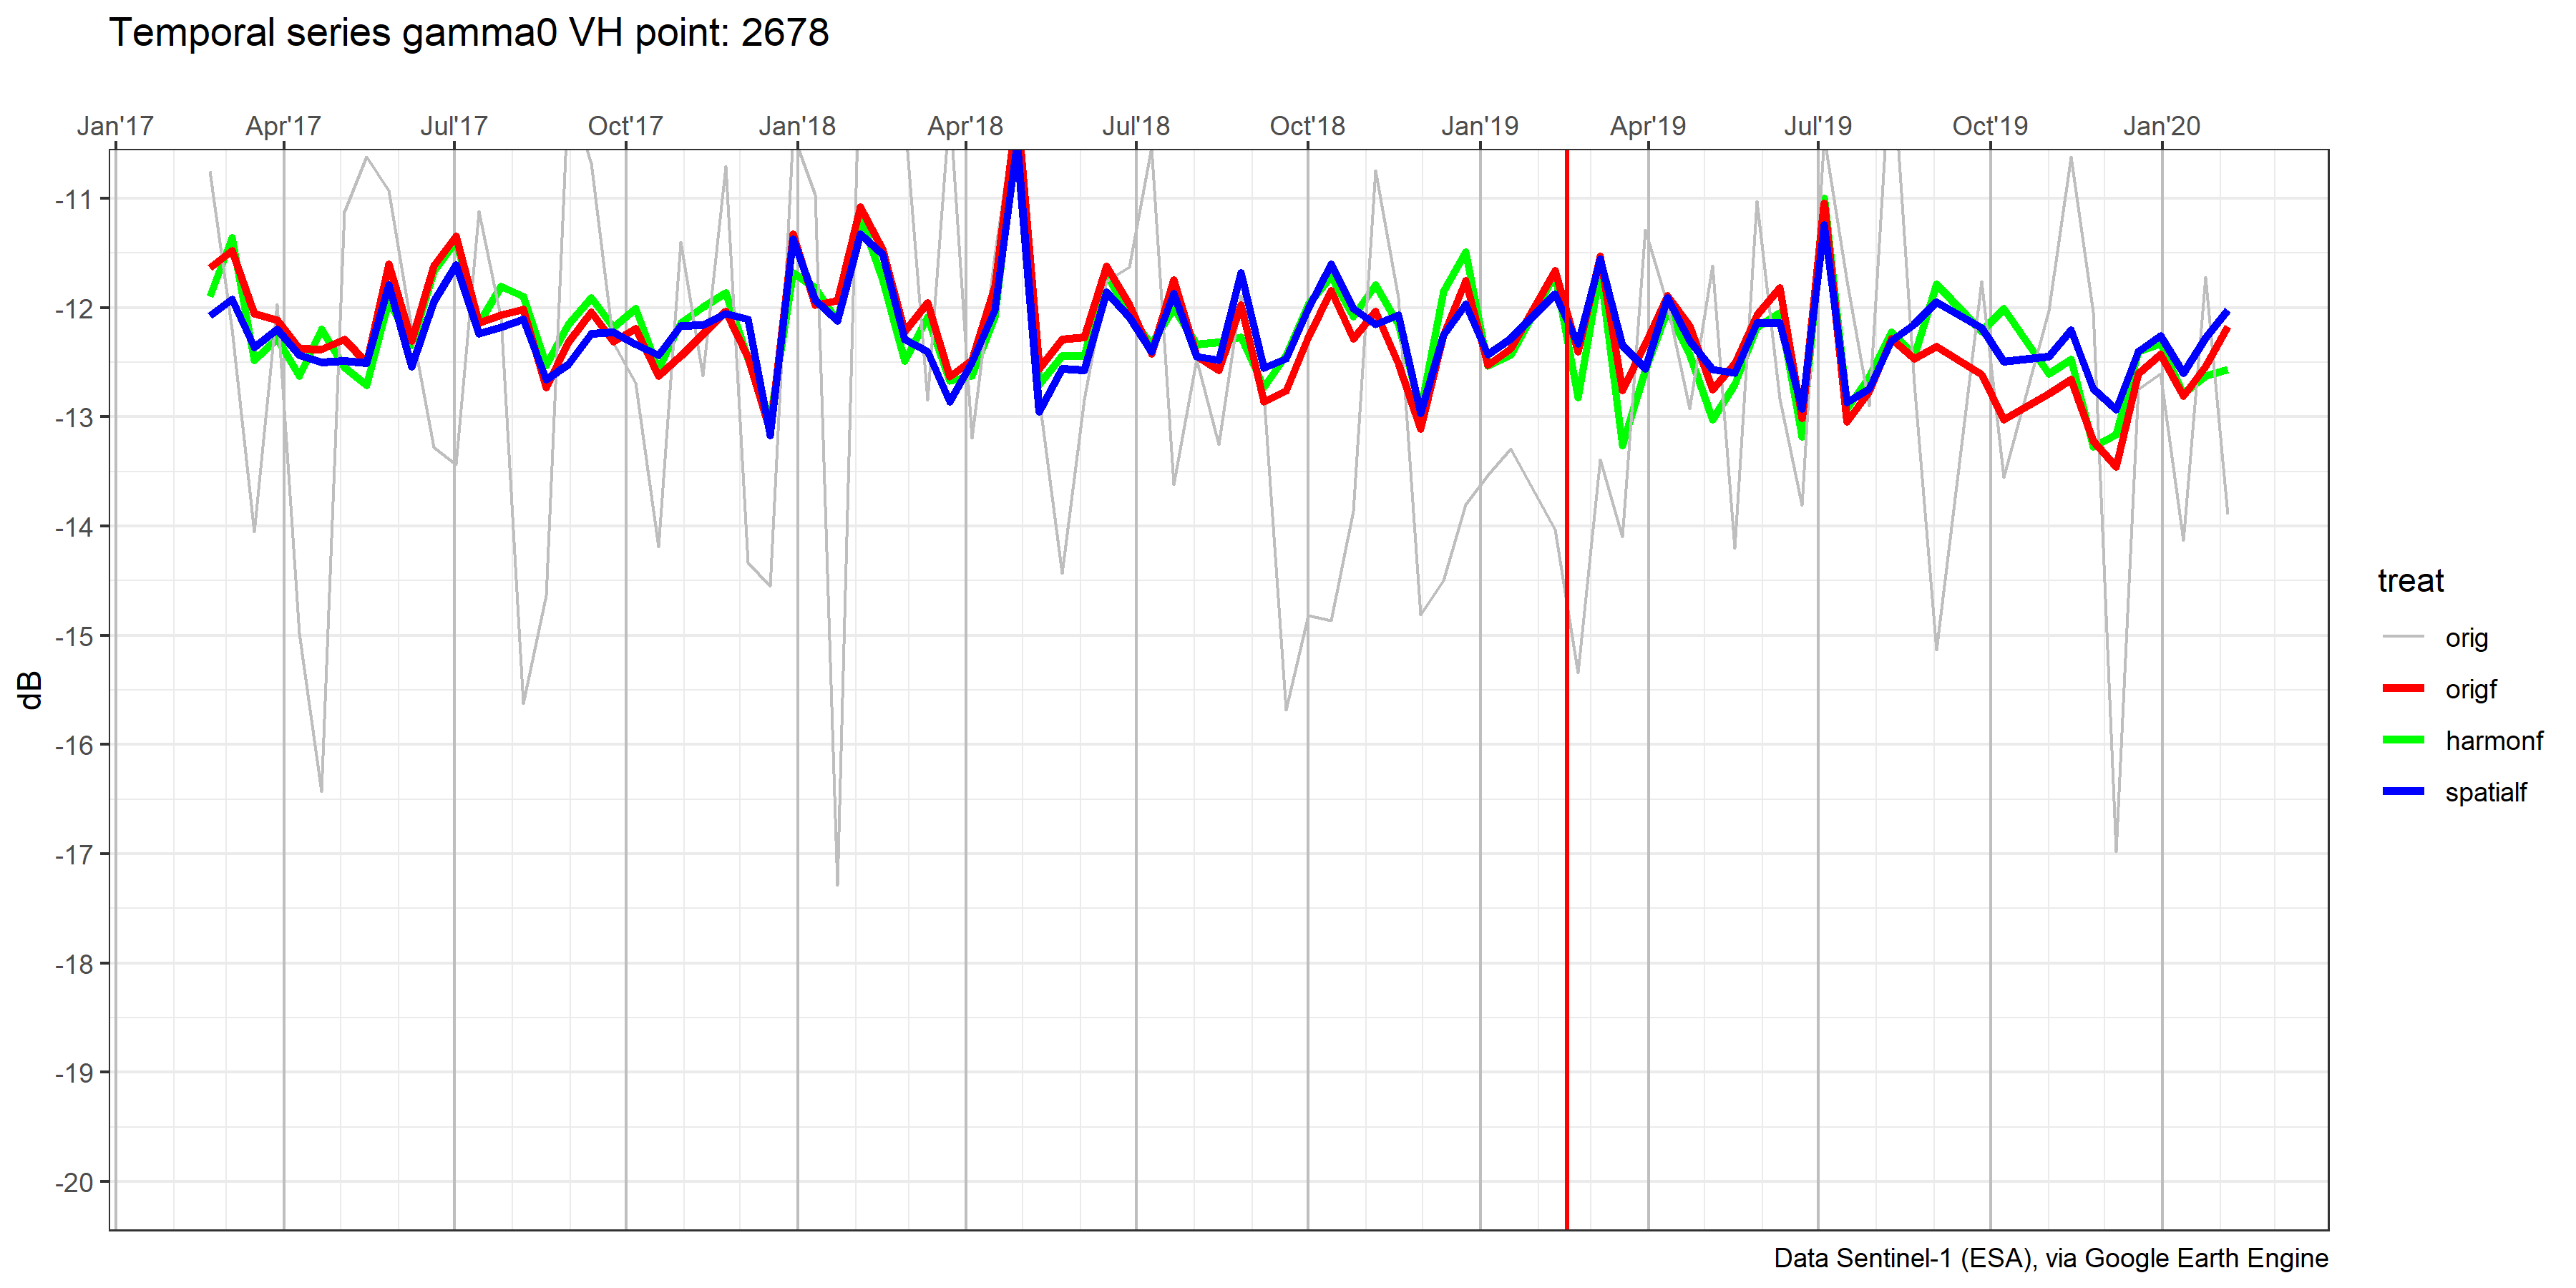 Temporal series gamma0 VH point: 2678
Jan'17 Apr'17 Jul'17 Oct'17 Jan'18 Apr'18 Jul'18 Oct'18 Jan'19 Apr'19 Jul'19 Oct'19 Jan'20
-11
-12
-13
-14
-15
-16
-17
-18
-19
-20
dB
treat
orig
origf
harmonf
spatialf
Data Sentinel-1 (ESA), via Google Earth Engine